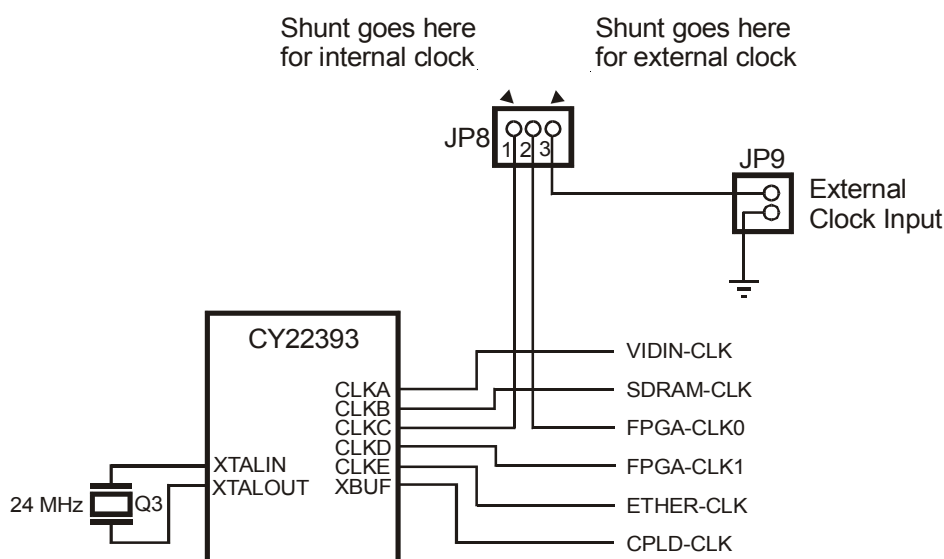 Shunt goes here
for internal clock
Shunt goes here
for external clock
JP8
1 2 3
JP9
External
Clock Input
CY22393
CLKA
CLKB
CLKC
CLKD
CLKE
XBUF
XTALIN
XTALOUT
24 MHz
Q3
VIDIN-CLK
SDRAM-CLK
FPGA-CLK0
FPGA-CLK1
ETHER-CLK
CPLD-CLK